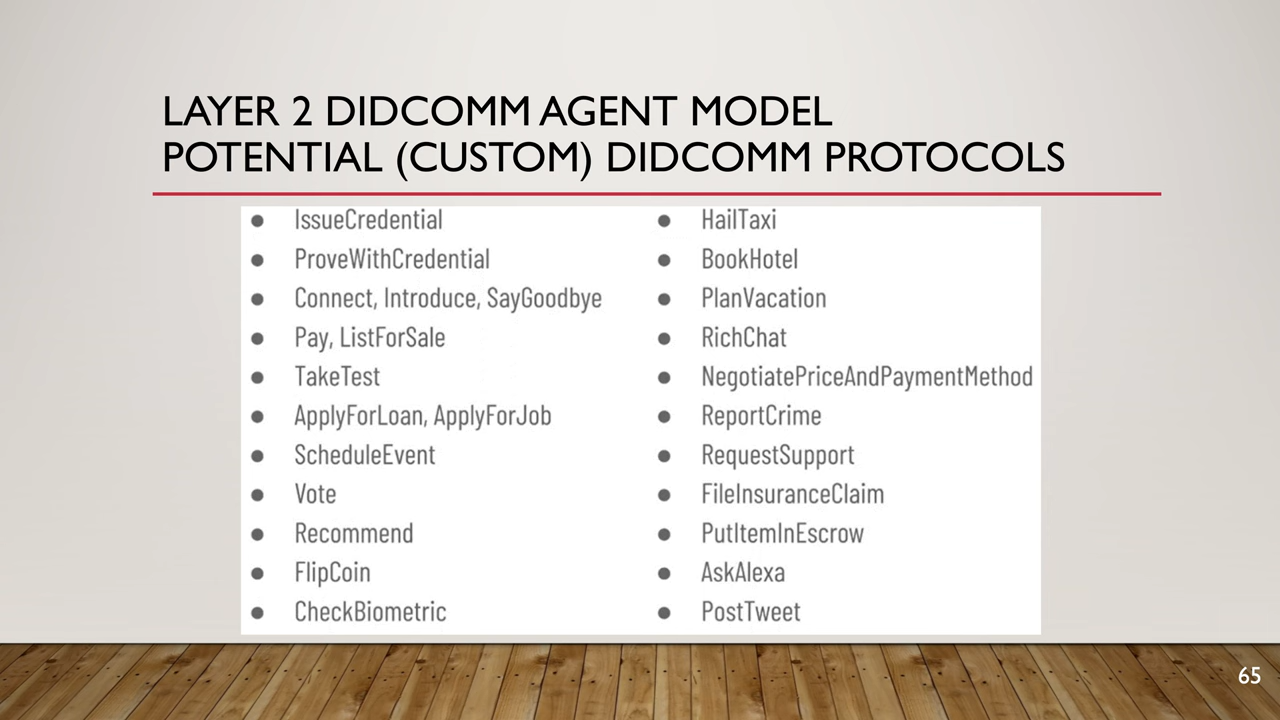 LAYER 2 DIDCOMM AGENT MODEL
POTENTIAL (CUSTOM) DIDCOMM PROTOCOLS
● IssueCredential
● ProveWithCredential
● Connect, Introduce, SayGoodbye
● Pay, ListForSale
● TakeTest
● ApplyForLoan, ApplyForJob
● ScheduleEvent
● Vote
● Recommend
● FlipCoin
● CheckBiometric
● HailTaxi
● BookHotel
● PlanVacation
● RichChat
● NegotiatePriceAndPaymentMethod
● ReportCrime
● RequestSupport
● FileInsuranceClaim
● PutItemInEscrow
● AskAlexa
● PostTweet
65